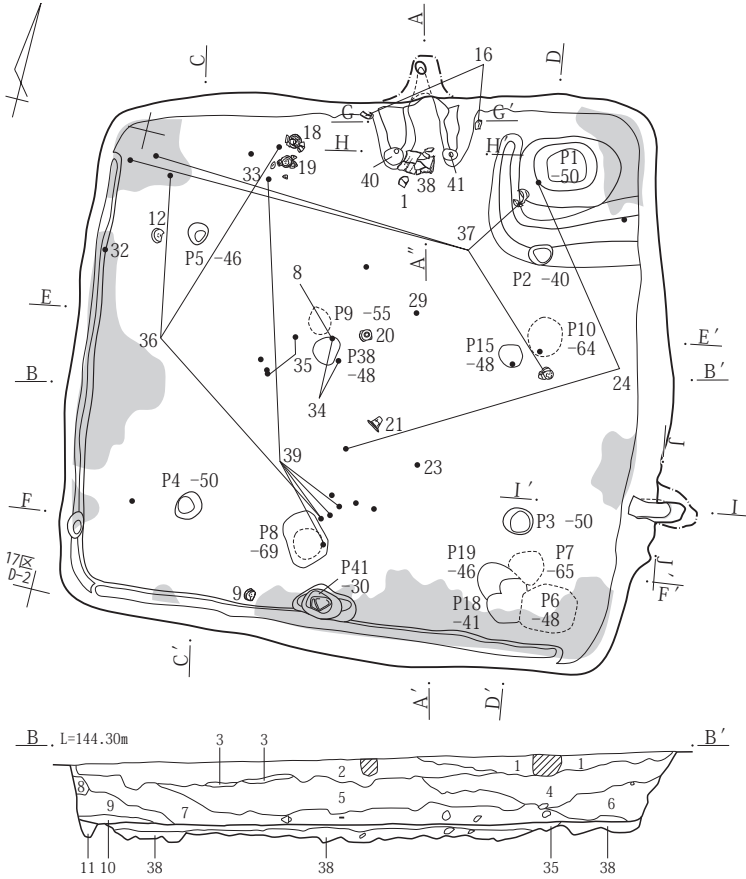 A
C
D
16
G
G′
18
H
H
P1
-50
19
33
40
38
41
1
12
37
32
P5 -46
A″
P2 -40
8
E
29
P9 -55
E′
20
P10
-64
36
P15
-48
35
P38
-48
B
B′
24
34
21
39
23
J
P4 -50
I′
F
I
P3 -50
P8
-69
17区
D-2
P19
-46
P7
-65
J′
P41
-30
F′
9
P6
-48
P18
-41
C′
A′
D′
B
L=144.30m
3
3
B′
1
1
2
8
5
4
9
7
6
11
10
38
38
35
38